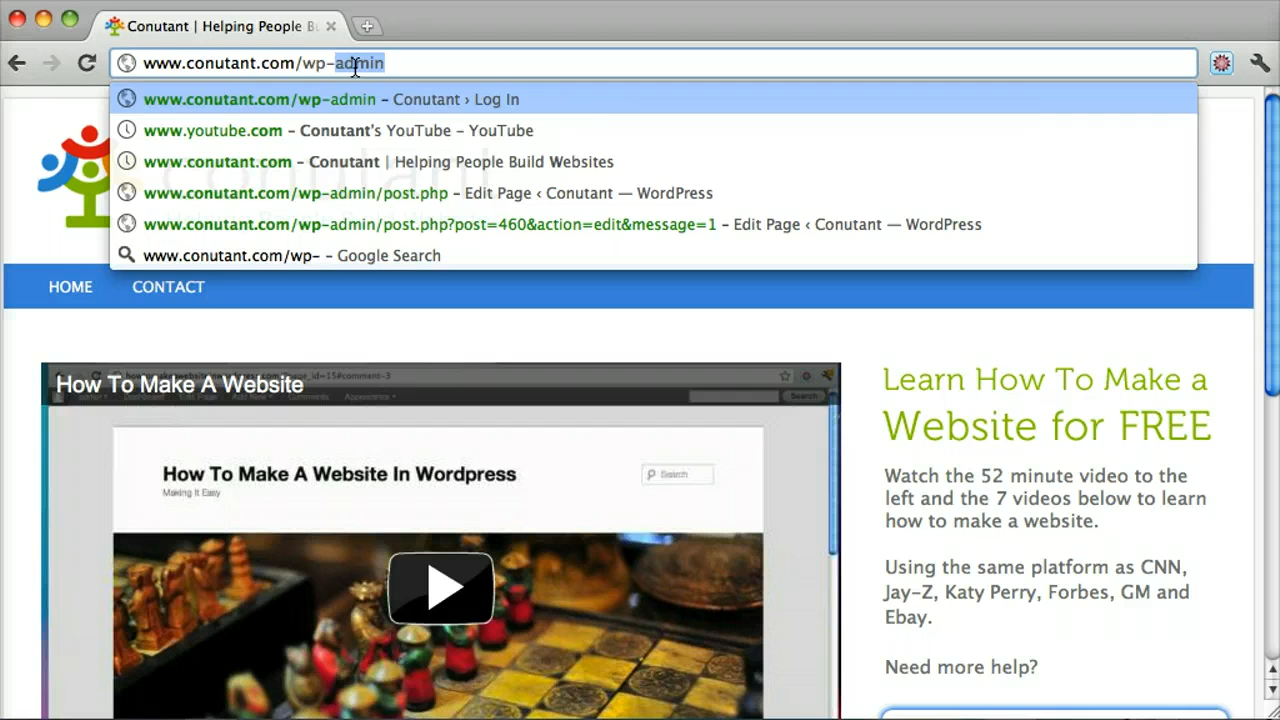 Conutant | Helping People B
www.conutant.com/wp-admin
www.conutant.com/wp-admin – Conutant › Log In
www.youtube.com – Conutant's YouTube – YouTube
www.conutant.com – Conutant | Helping People Build Websites
www.conutant.com/wp-admin/post.php – Edit Page ‹ Conutant — WordPress
www.conutant.com/wp-admin/post.php?post=460&action=edit&message=1 – Edit Page ‹ Conutant — WordPress
www.conutant.com/wp- – Google Search
HOME CONTACT
How To Make A Website
Search
How To Make A Website In Wordpress
Search
Making It Easy
Learn How To Make a
Website for FREE
Watch the 52 minute video to the
left and the 7 videos below to learn
how to make a website.
Using the same platform as CNN,
Jay-Z, Katy Perry, Forbes, GM and
Ebay.
Need more help?